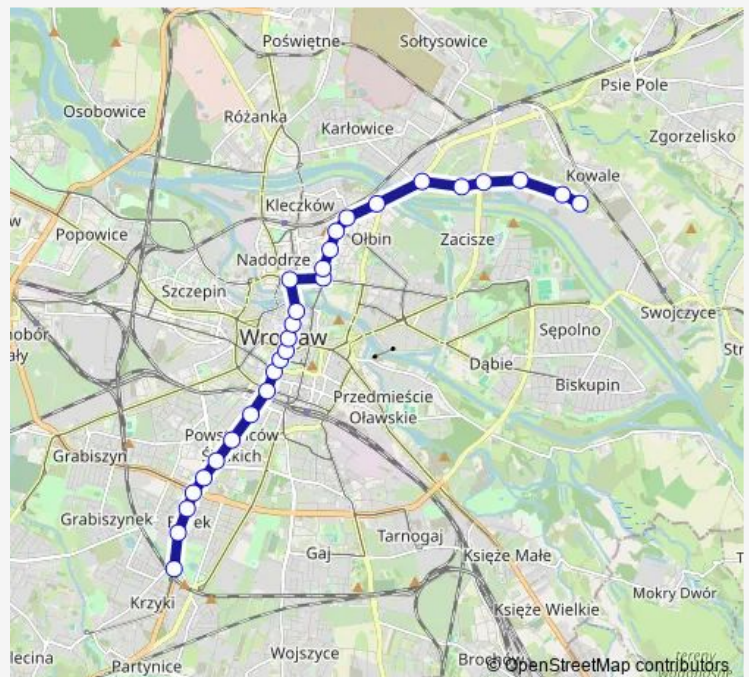 Poświętne
Sołtysowice
Psie Pole
Osobowice
Różanka
Karłowice
Zgorzelisko
Kowale
Kleczków
Popowice
Ołbin
Zacisze
Nadodrze
Szczepin
Swojczyce
Wrocław
Sępolno
Dąbie
Biskupin
Przedmieście
Oławskie
Grabiszyn
Grabiszynek
Tarnogaj
Gaj
Księże Małe
Mokry Dwór
Krzyki
Księże Wielkie
Wojszyce
Partynice
tereny
© OpenStreetMap contributors